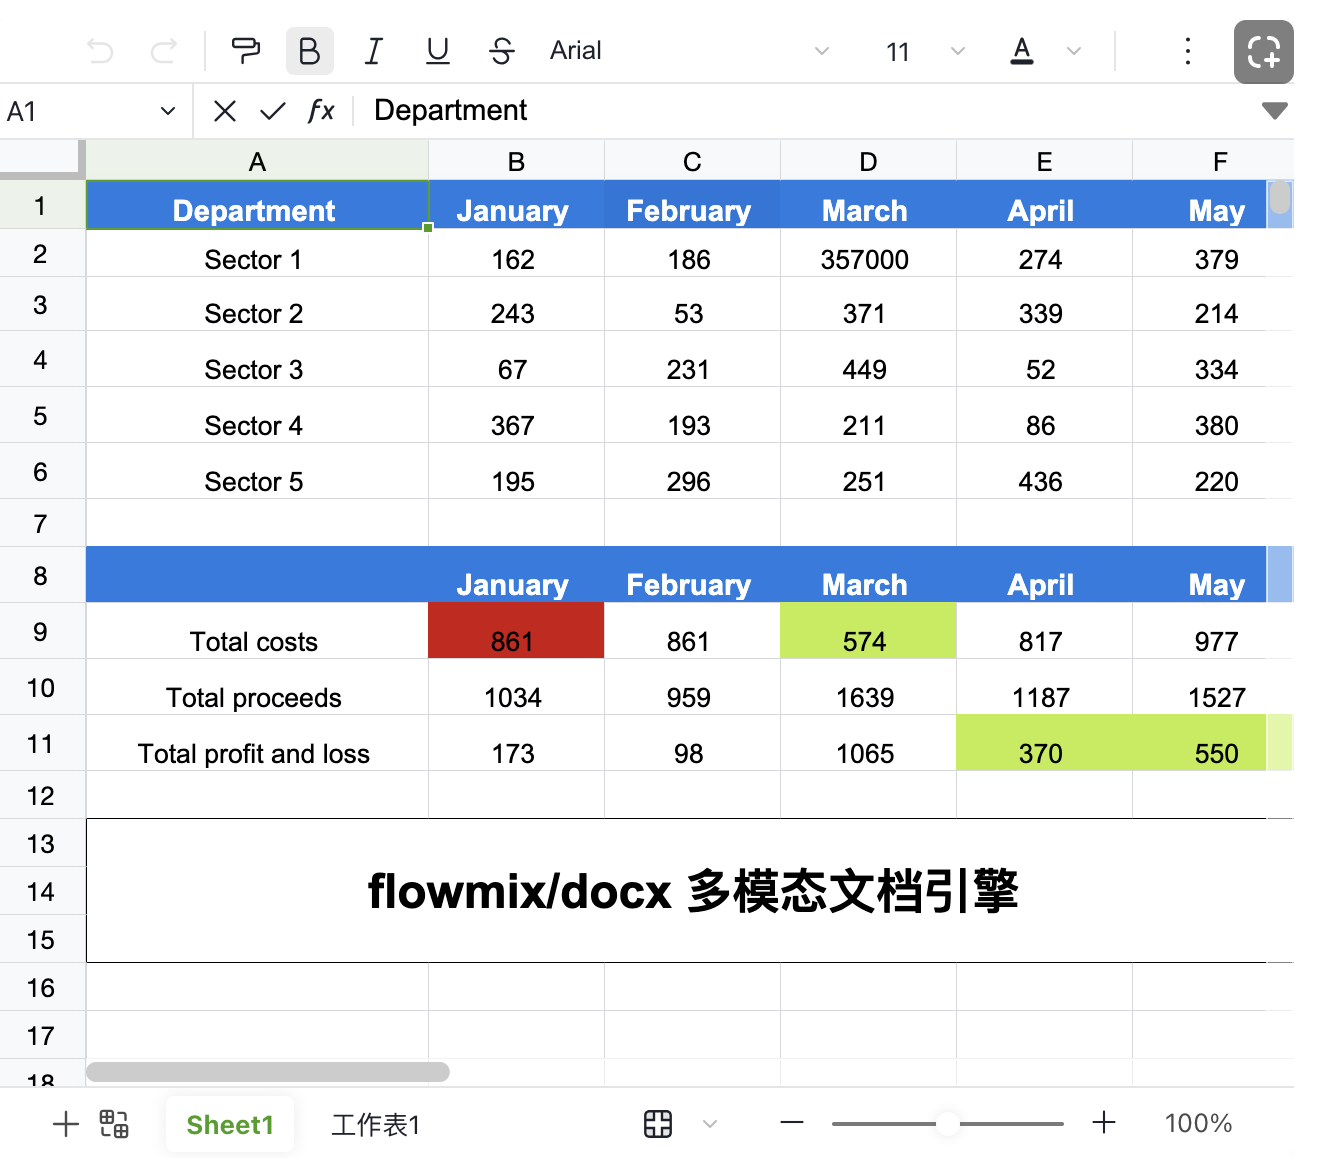 Arial 11 A
A1 fx Department
A B C D E F
1 Department January February March April May
2 Sector 1 162 186 357000 274 379
3 Sector 2 243 53 371 339 214
4 Sector 3 67 231 449 52 334
5 Sector 4 367 193 211 86 380
6 Sector 5 195 296 251 436 220
7
8 January February March April May
9 Total costs 861 861 574 817 977
10 Total proceeds 1034 959 1639 1187 1527
11 Total profit and loss 173 98 1065 370 550
12
13
14 flowmix/docx 多模态文档引擎
15
16
17
18
Sheet1 工作表1 100%